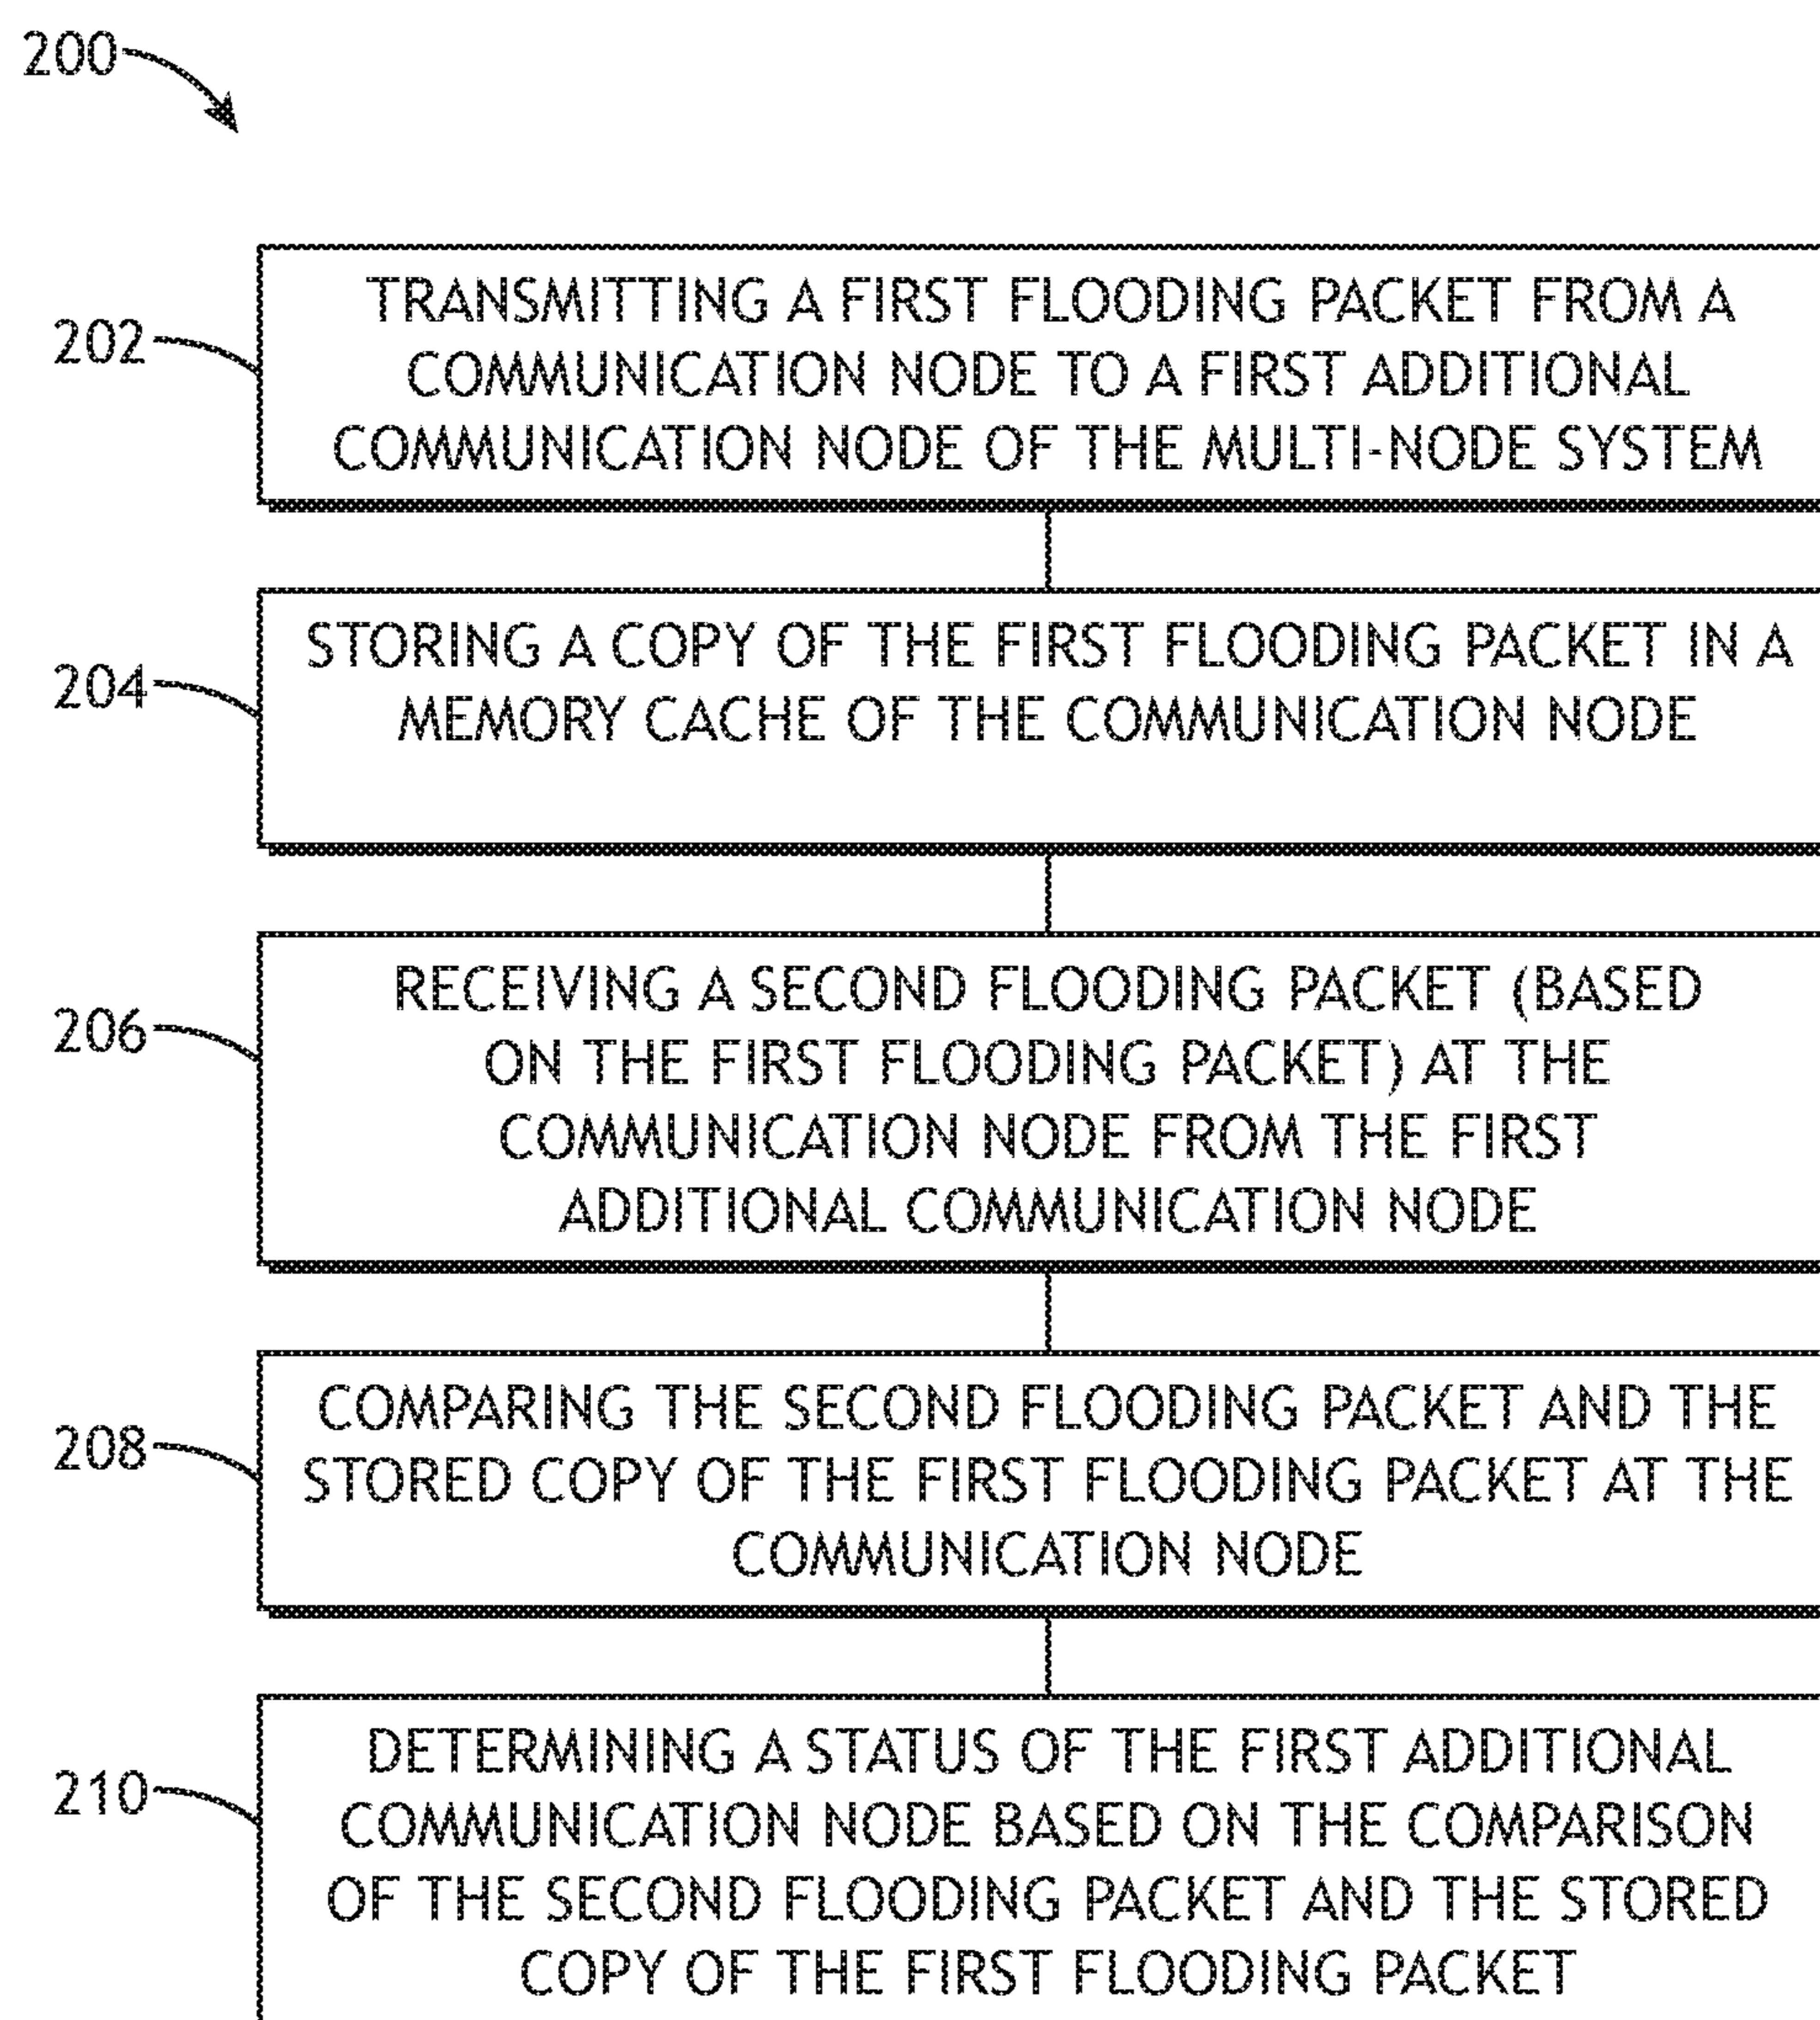 200
202
TRANSMITTING A FIRST FLOODING PACKET FROM A
COMMUNICATION NODE TO A FIRST ADDITIONAL
COMMUNICATION NODE OF THE MULTI-NODE SYSTEM
204
STORING A COPY OF THE FIRST FLOODING PACKET IN A
MEMORY CACHE OF THE COMMUNICATION NODE
206
RECEIVING A SECOND FLOODING PACKET (BASED
ON THE FIRST FLOODING PACKET) AT THE
COMMUNICATION NODE FROM THE FIRST
ADDITIONAL COMMUNICATION NODE
208
COMPARING THE SECOND FLOODING PACKET AND THE
STORED COPY OF THE FIRST FLOODING PACKET AT THE
COMMUNICATION NODE
210
DETERMINING A STATUS OF THE FIRST ADDITIONAL
COMMUNICATION NODE BASED ON THE COMPARISON
OF THE SECOND FLOODING PACKET AND THE STORED
COPY OF THE FIRST FLOODING PACKET